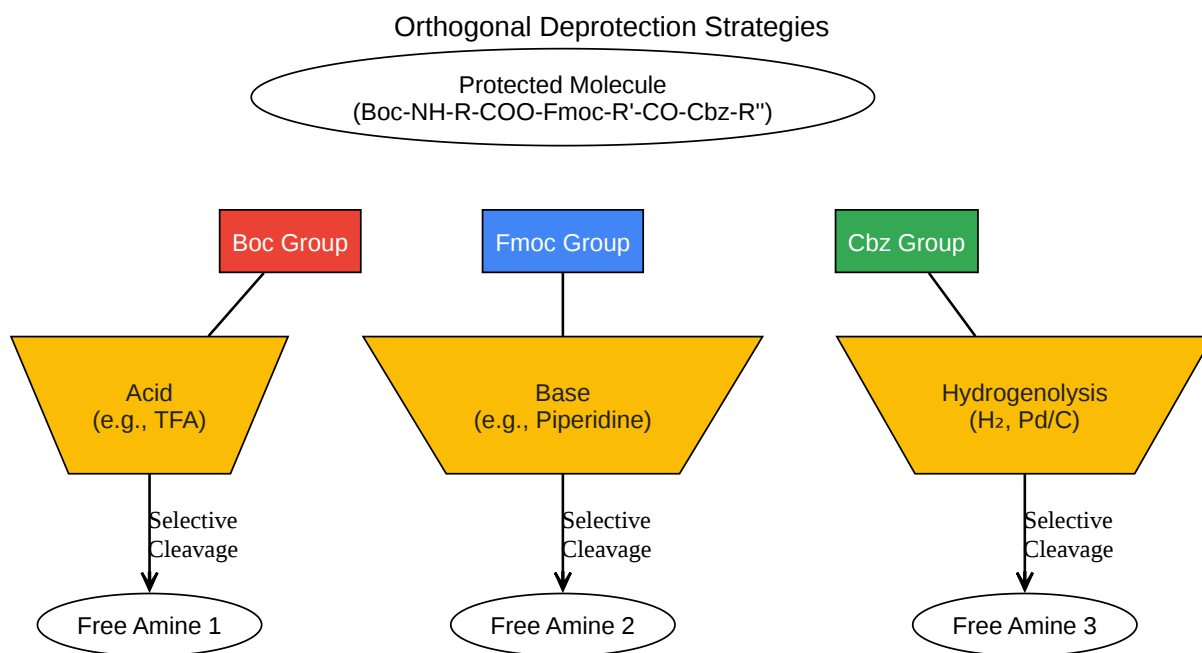 Orthogonal Deprotection Strategies
Protected Molecule
(Boc-NH-R-COO-Fmoc-R'-CO-Cbz-R'')
Boc Group
Fmoc Group
Cbz Group
Acid
(e.g., TFA)
Base
(e.g., Piperidine)
Hydrogenolysis
(H₂, Pd/C)
Selective
Cleavage
Selective
Cleavage
Selective
Cleavage
Free Amine 1
Free Amine 2
Free Amine 3